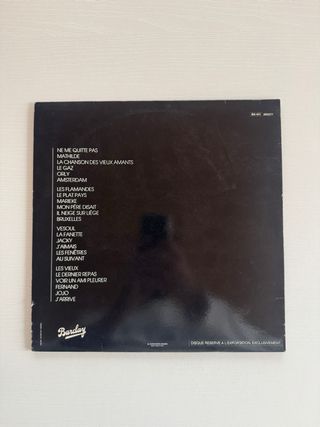 NE ME QUITTE PAS
MATHILDE
LA CHANSON DES VIEUX AMANTS
LE GAZ
ORLY
AMSTERDAM
LES FLAMANDES
LE PLAT PAYS
MARIEKE
MON PÈRE DISAIT
IL NEIGE SUR LIÈGE
BRUXELLES
VESOUL
LA FANETTE
JACKY
J'AIMAIS
LES FENÊTRES
AU SUIVANT
LES VIEUX
LE DERNIER REPAS
VOIR UN AMI PLEURER
FERNAND
JOJO
J'ARRIVE
Barclay
DISQUE RESERVE A L'EXPORTATION EXCLUSIVEMENT